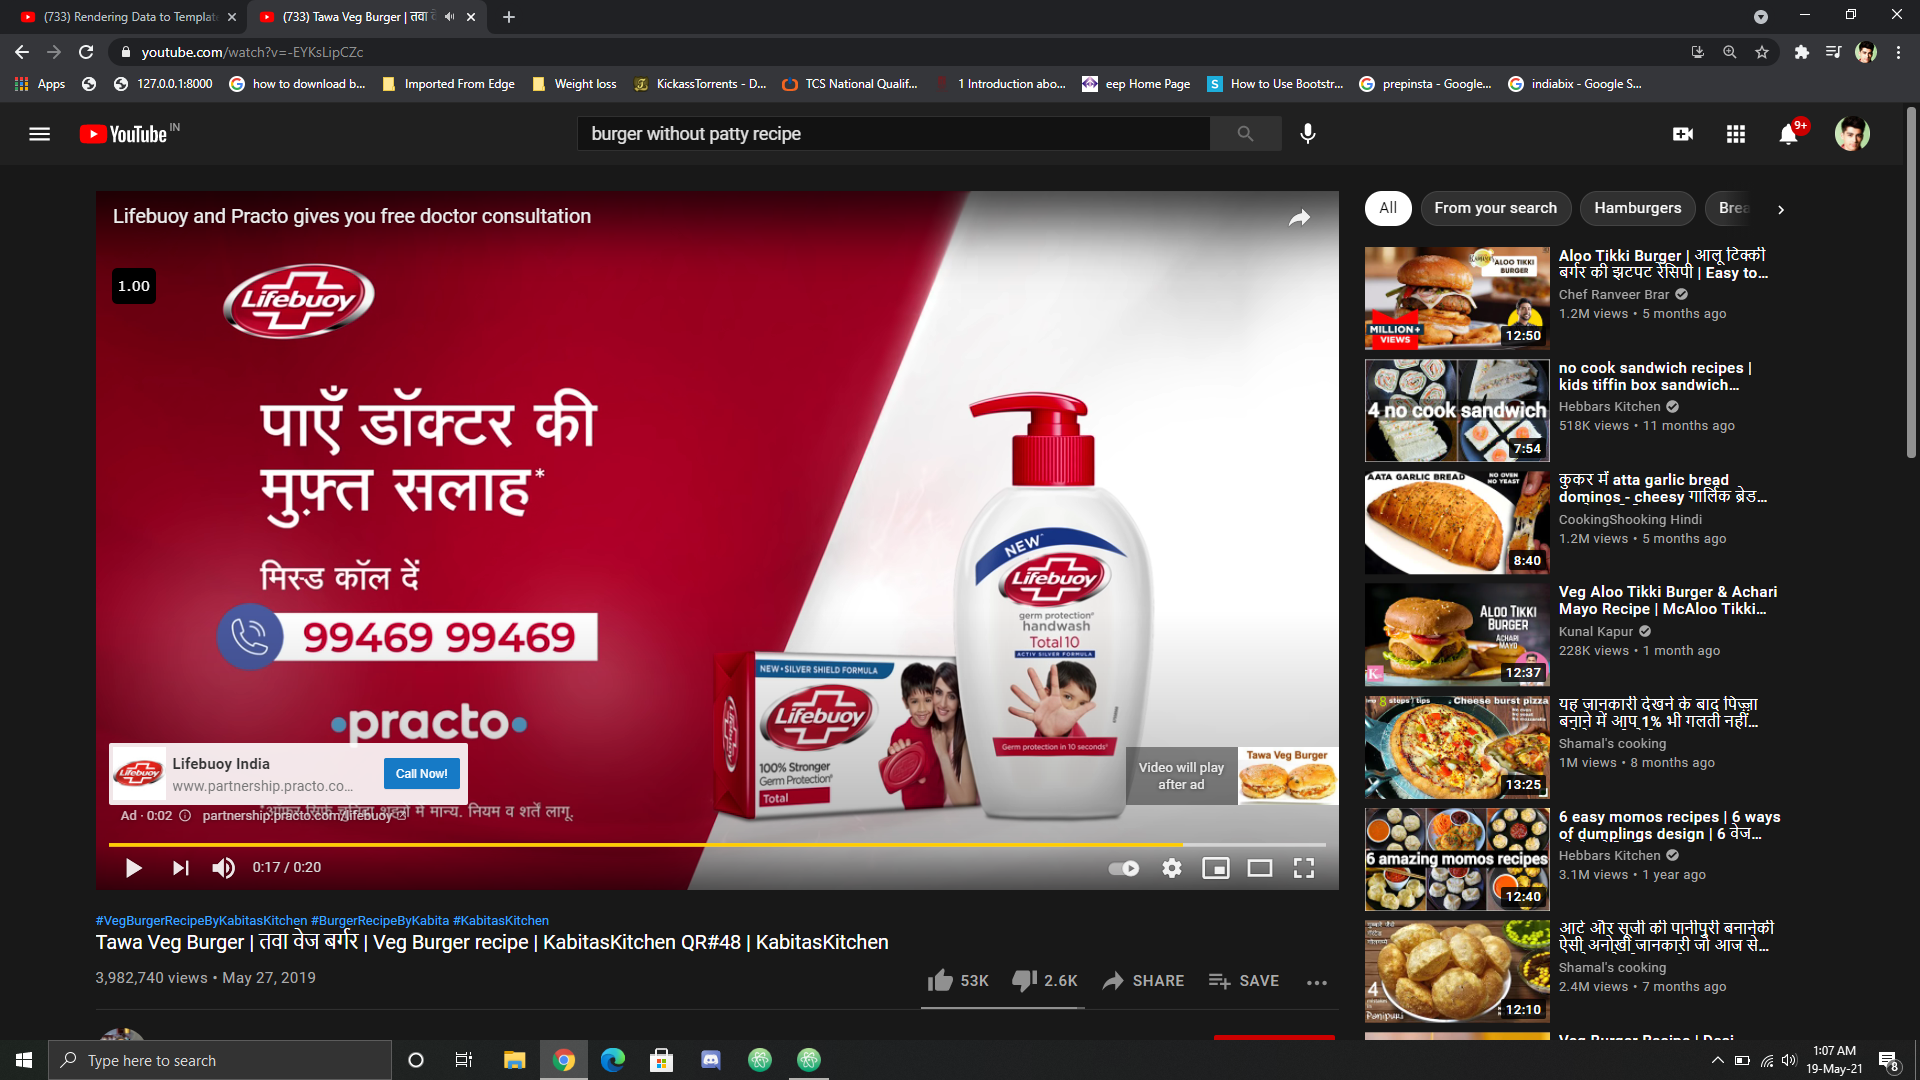 (733) Rendering Data to Templat
(733) Tawa Veg Burger | तवा वे
youtube.com/watch?v=-EYKsLipCZc
Apps
127.0.0.1:8000
how to download b...
Imported From Edge
Weight loss
KickassTorrents - D...
TCS National Qualif...
1 Introduction abo...
eep Home Page
How to Use Bootstr...
prepinsta - Google...
indiabix - Google S...
YouTube IN
burger without patty recipe
9+
Lifebuoy and Practo gives you free doctor consultation
1.00
Lifebuoy
पाएँ डॉक्टर की
मुफ़्त सलाह*
मिस्ड कॉल दें
99469 99469
practo
Lifebuoy India
www.partnership.practo.co...
Call Now!
*ऑफर सिर्फ चुनिंदा शहरों में मान्य. नियम व शर्तें लागू.
Ad · 0:02
partnership.practo.com/lifebuoy
NEW
Lifebuoy
germ protection*
handwash
Total 10
ACTIV SILVER FORMULA
Germ protection in 10 seconds*
NEW • SILVER SHIELD FORMULA
Lifebuoy
100% Stronger
Germ Protection*
Total
Lifebuoy
Video will play
after ad
Tawa Veg Burger
0:17 / 0:20
#VegBurgerRecipeByKabitasKitchen #BurgerRecipeByKabita #KabitasKitchen
Tawa Veg Burger | तवा वेज बर्गर | Veg Burger recipe | KabitasKitchen QR#48 | KabitasKitchen
3,982,740 views • May 27, 2019
53K
2.6K
SHARE
SAVE
All
From your search
Hamburgers
Brea
ALOO TIKKI
BURGER
MILLION+
VIEWS
12:50
Aloo Tikki Burger | आलू टिक्की
बर्गर की झटपट रेसिपी | Easy to...
Chef Ranveer Brar
1.2M views • 5 months ago
4 no cook sandwich
7:54
no cook sandwich recipes |
kids tiffin box sandwich...
Hebbars Kitchen
518K views • 11 months ago
AATA GARLIC BREAD
NO OVEN
NO YEAST
8:40
कुकर में atta garlic bread
dominos - cheesy गार्लिक ब्रेड...
CookingShooking Hindi
1.2M views • 5 months ago
ALOO TIKKI
BURGER
ACHARI
MAYO
12:37
Veg Aloo Tikki Burger & Achari
Mayo Recipe | McAloo Tikki...
Kunal Kapur
228K views • 1 month ago
8 steps | tips
Cheese burst pizza
13:25
यह जानकारी देखने के बाद पिज़्ज़ा
बनाने में आप 1% भी गलती नहीं...
Shamal's cooking
1M views • 8 months ago
6 amazing momos recipes
12:40
6 easy momos recipes | 6 ways
of dumplings design | 6 वेज...
Hebbars Kitchen
3.1M views • 1 year ago
4
Panipuri
12:10
आटे और सूजी की पानीपुरी बनानेकी
ऐसी अनोखी जानकारी जो आज से...
Shamal's cooking
2.4M views • 7 months ago
Veg Burger Recipe | Desi
Type here to search
1:07 AM
19-May-21
8